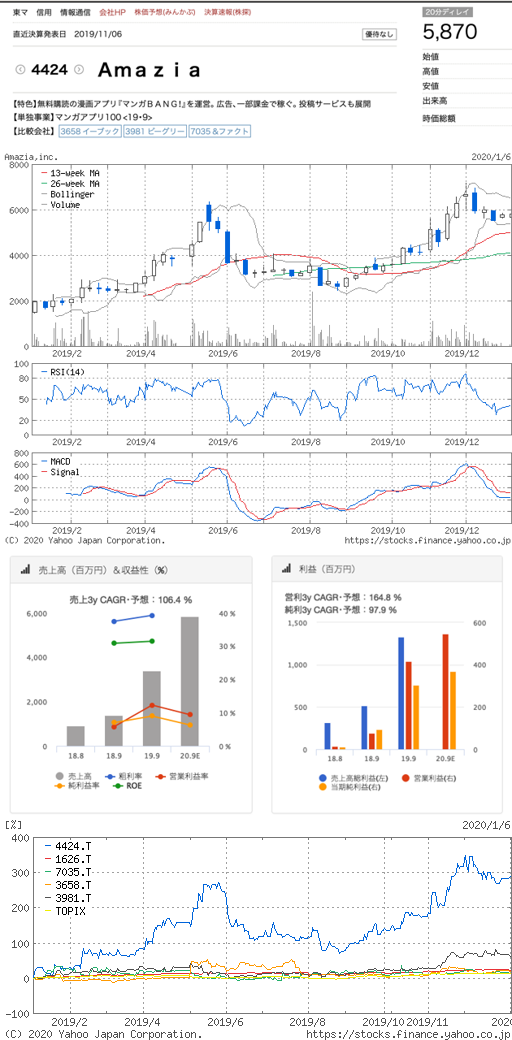 東マ 信用 情報通信 会社HP 株価予想(みんかぶ) 決算速報(株探)
20分ディレイ
直近決算発表日 2019/11/06 優待なし
5,870
4424 Amazia
始値
高値
安値
出来高
時価総額
【特色】無料購読の漫画アプリ『マンガBANG!』を運営。広告、一部課金で稼ぐ。投稿サービスも展開
【単独事業】マンガアプリ100 <19・9>
【比較会社】 3658 イーブック 3981 ビーグリー 7035 &ファクト
Amazia,inc. 2020/1/6
8000
6000
4000
2000
0
13-week MA
26-week MA
Bollinger
Volume
2019/2 2019/4 2019/6 2019/8 2019/10 2019/12
100
80
50
20
0
RSI(14)
2019/2 2019/4 2019/6 2019/8 2019/10 2019/12
800
600
400
200
0
-200
-400
MACD
Signal
2019/2 2019/4 2019/6 2019/8 2019/10 2019/12
(C) 2020 Yahoo Japan Corporation. https://stocks.finance.yahoo.co.jp
売上高（百万円）＆収益性（%）
売上3y CAGR・予想：106.4 %
6,000
4,000
2,000
0
40 %
30 %
20 %
10 %
0 %
18.8 18.9 19.9 20.9E
売上高 粗利率 営業利益率
純利益率 ROE
利益（百万円）
営利3y CAGR・予想：164.8 %
純利3y CAGR・予想：97.9 %
1,500
1,000
500
0
600
400
200
0
18.8 18.9 19.9 20.9E
売上高総利益(左) 営業利益(右)
当期純利益(右)
[%] 2020/1/6
400
300
200
100
0
-100
4424.T
1626.T
7035.T
3658.T
3981.T
TOPIX
2019/2 2019/4 2019/6 2019/8 2019/10 2019/11 2020
(C) 2020 Yahoo Japan Corporation. https://stocks.finance.yahoo.co.jp